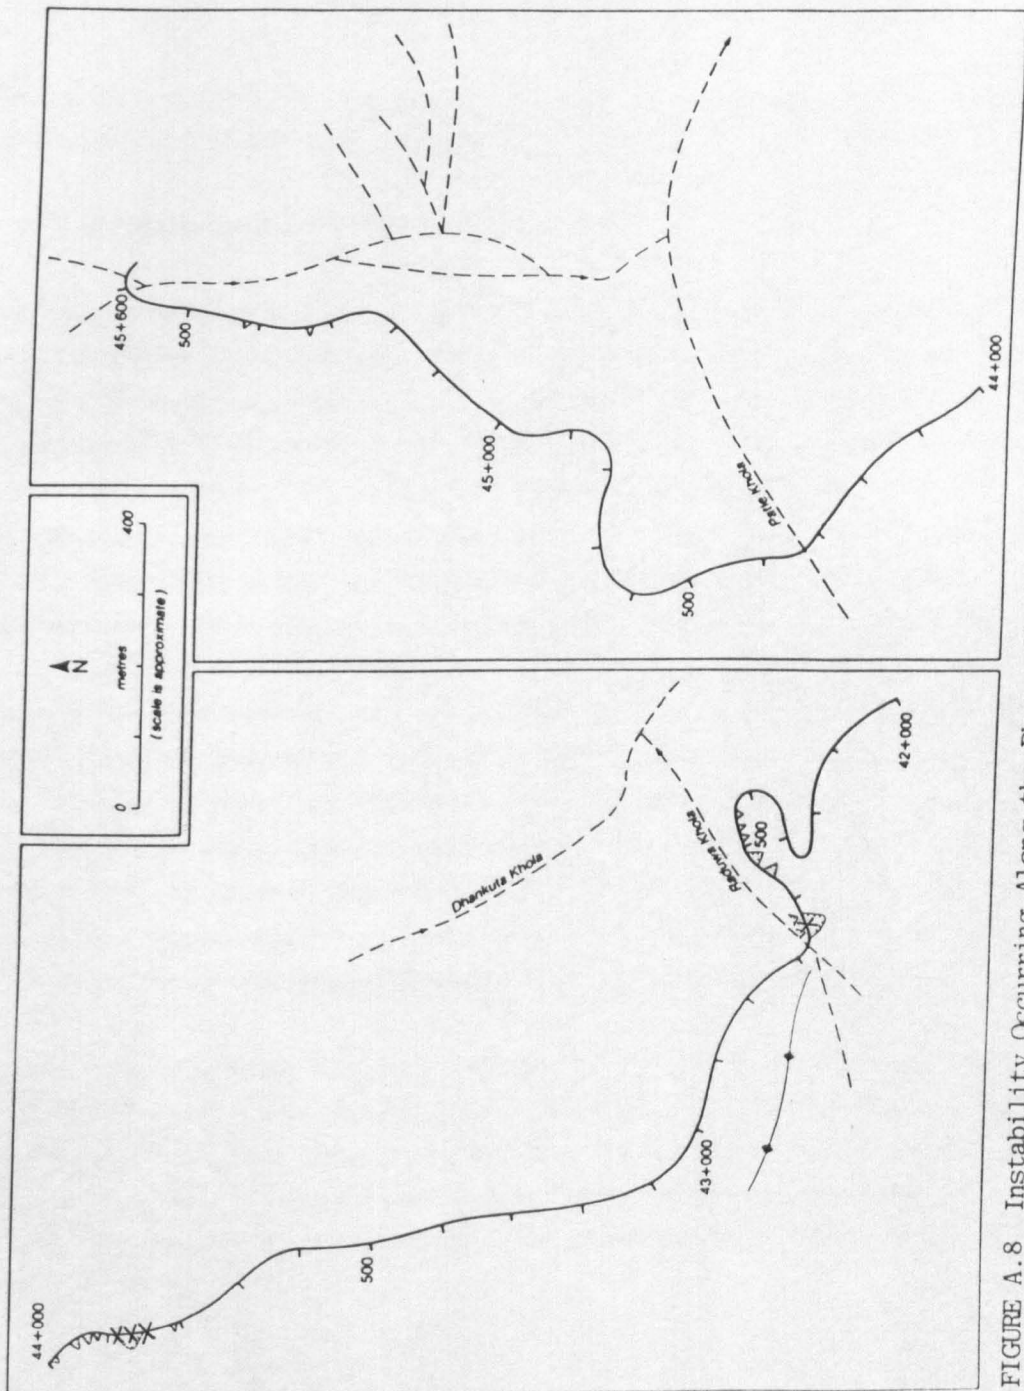 45+600
500
45+000
500
Patle Khola
44+000
N
0 metres 400
(scale is approximate)
44+000
500
43+000
Dhankuta Khola
Khola
500
42+000
FIGURE A.8 Instability Occurring Along the